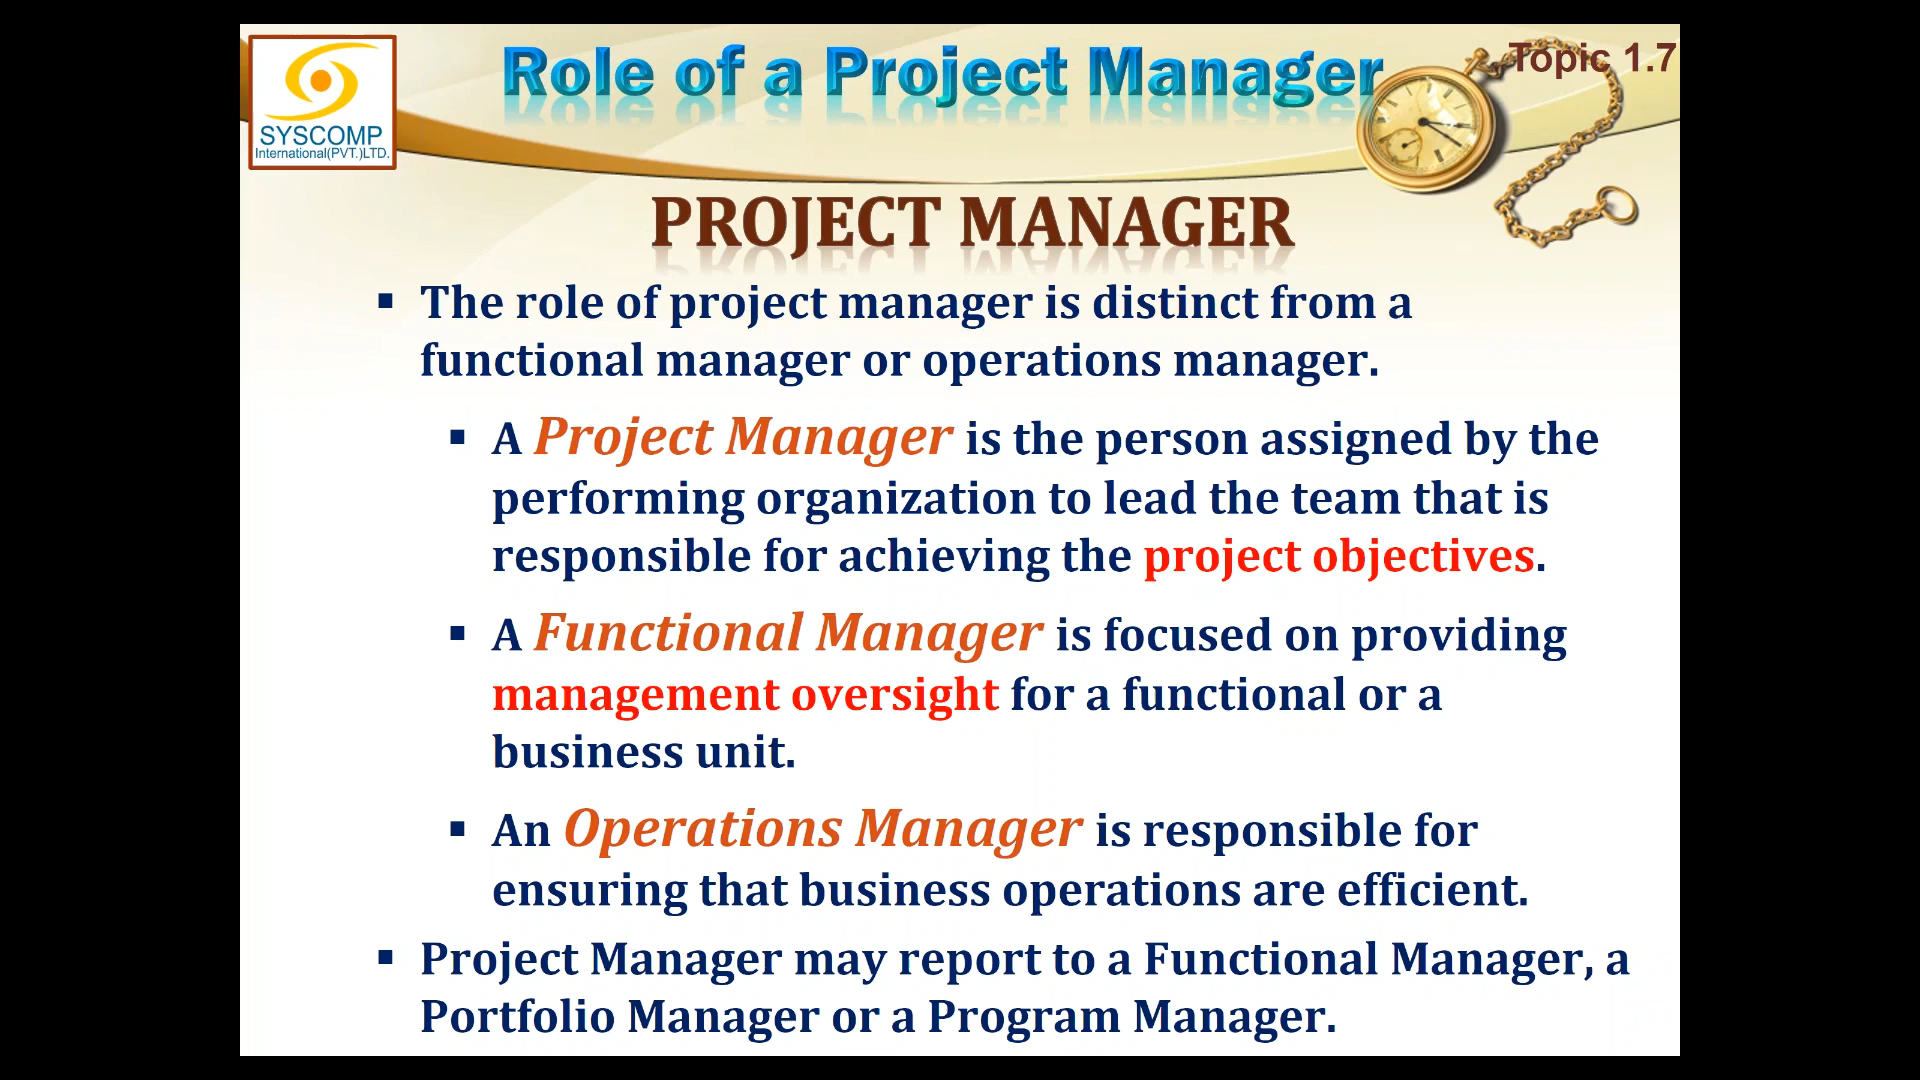 Role of a Project Manager
Topic 1.7
SYSCOMP
International(PVT.)LTD.
PROJECT MANAGER
▪ The role of project manager is distinct from a
functional manager or operations manager.
▪ A Project Manager is the person assigned by the
performing organization to lead the team that is
responsible for achieving the project objectives.
▪ A Functional Manager is focused on providing
management oversight for a functional or a
business unit.
▪ An Operations Manager is responsible for
ensuring that business operations are efficient.
▪ Project Manager may report to a Functional Manager, a
Portfolio Manager or a Program Manager.